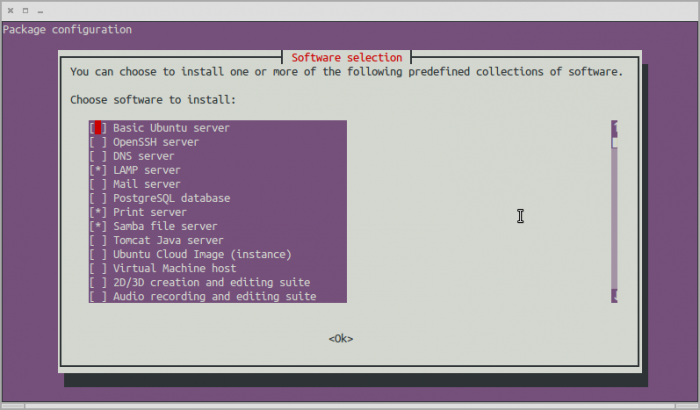 Package configuration
Software selection
You can choose to install one or more of the following predefined collections of software.
Choose software to install:
[ ] Basic Ubuntu server
[ ] OpenSSH server
[ ] DNS server
[*] LAMP server
[ ] Mail server
[ ] PostgreSQL database
[*] Print server
[*] Samba file server
[ ] Tomcat Java server
[ ] Ubuntu Cloud Image (instance)
[ ] Virtual Machine host
[ ] 2D/3D creation and editing suite
[ ] Audio recording and editing suite
<Ok>